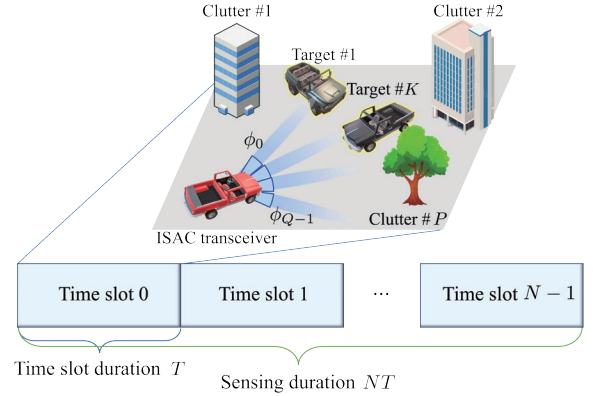 Clutter #1
Clutter #2
Target #1
Target #K
ϕ₀
ϕ_{Q−1}
Clutter # P
ISAC transceiver
Time slot 0
Time slot 1
...
Time slot N − 1
Time slot duration T
Sensing duration NT